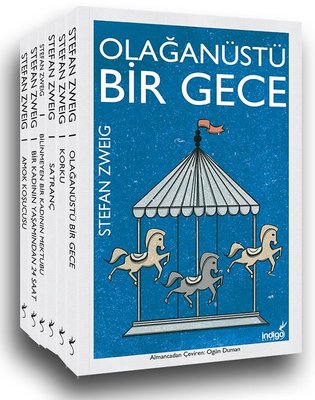 OLAĞANÜSTÜ
BİR GECE
STEFAN ZWEIG
indigo
Almancadan Çeviren: Ogün Duman
STEFAN ZWEIG | OLAĞANÜSTÜ BİR GECE
STEFAN ZWEIG | KORKU
STEFAN ZWEIG | SATRANÇ
STEFAN ZWEIG | BİLİNMEYEN BİR KADININ MEKTUBU
STEFAN ZWEIG | BİR KADININ YAŞAMINDAN 24 SAAT
STEFAN ZWEIG | AMOK KOŞUCUSU